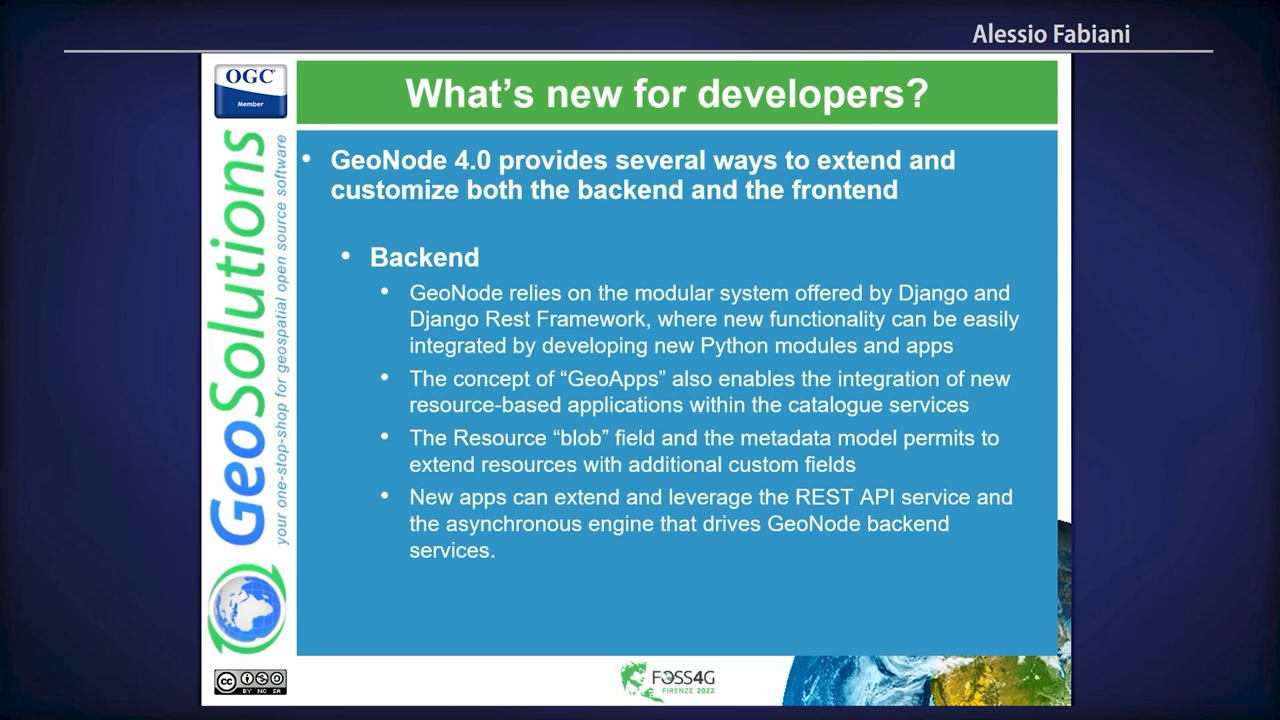 Alessio Fabiani
OGC
Member
What's new for developers?
GeoSolutions
your one-stop-shop for geospatial open source software
• GeoNode 4.0 provides several ways to extend and
customize both the backend and the frontend
• Backend
• GeoNode relies on the modular system offered by Django and
Django Rest Framework, where new functionality can be easily
integrated by developing new Python modules and apps
• The concept of “GeoApps” also enables the integration of new
resource-based applications within the catalogue services
• The Resource “blob” field and the metadata model permits to
extend resources with additional custom fields
• New apps can extend and leverage the REST API service and
the asynchronous engine that drives GeoNode backend
services.
cc
BY NC SA
FOSS4G
FIRENZE 2022